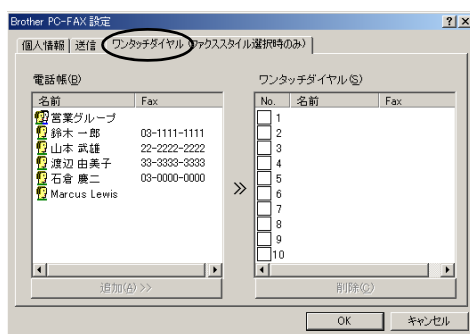 Brother PC-FAX 設定
個人情報 送信 ワンタッチダイヤル (ファクススタイル選択時のみ)
電話帳(B)
名前 Fax
営業グループ
鈴木 一郎 03-1111-1111
山本 武雄 22-2222-2222
渡辺 由美子 33-3333-3333
石倉 慶二 03-0000-0000
Marcus Lewis
追加(A) >>
»
ワンタッチダイヤル(S)
No. 名前 Fax
1
2
3
4
5
6
7
8
9
10
削除(C)
OK キャンセル